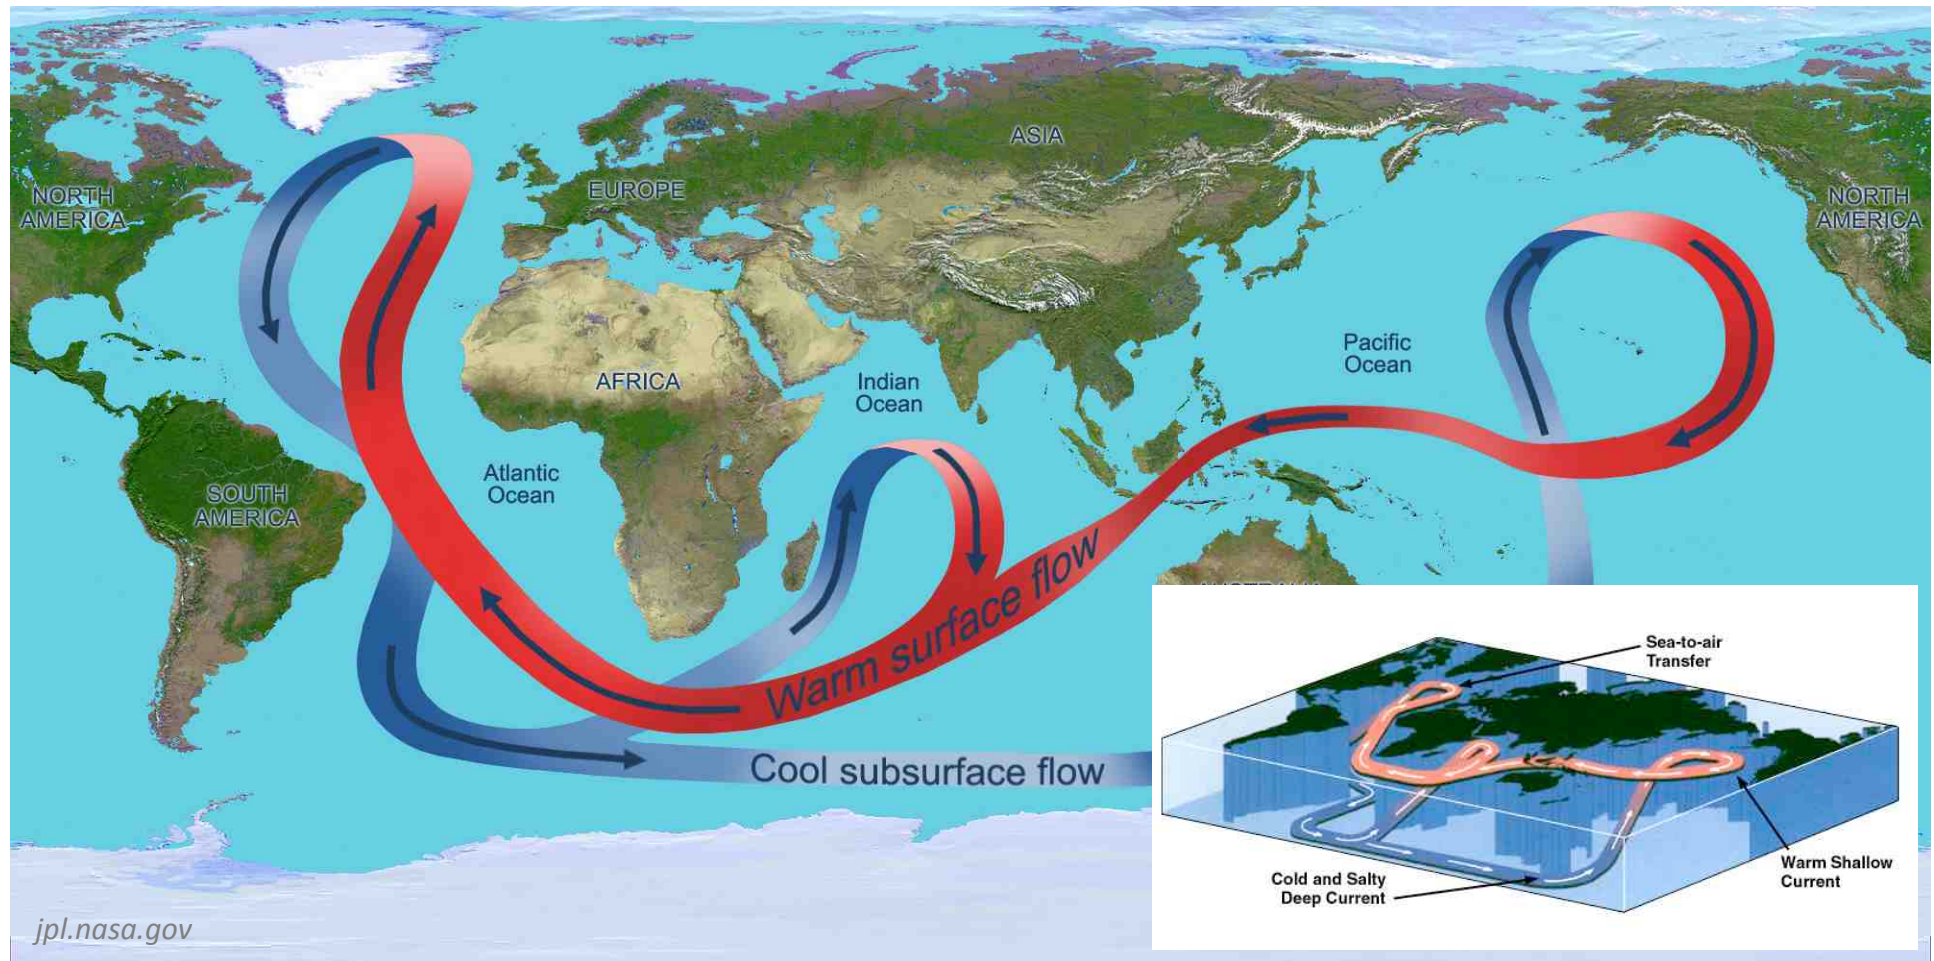 ASIA
EUROPE
NORTH
AMERICA
NORTH
AMERICA
Pacific
Ocean
AFRICA
Indian
Ocean
Atlantic
Ocean
SOUTH
AMERICA
Warm surface flow
Cool subsurface flow
Sea-to-air
Transfer
Warm Shallow
Current
Cold and Salty
Deep Current
jpl.nasa.gov